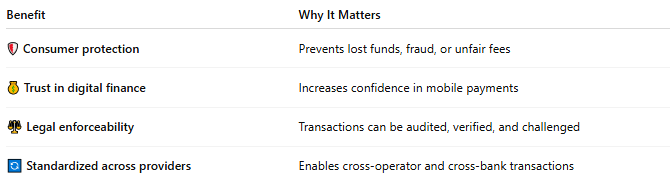 Benefit Why It Matters
Consumer protection Prevents lost funds, fraud, or unfair fees
Trust in digital finance Increases confidence in mobile payments
Legal enforceability Transactions can be audited, verified, and challenged
Standardized across providers Enables cross-operator and cross-bank transactions